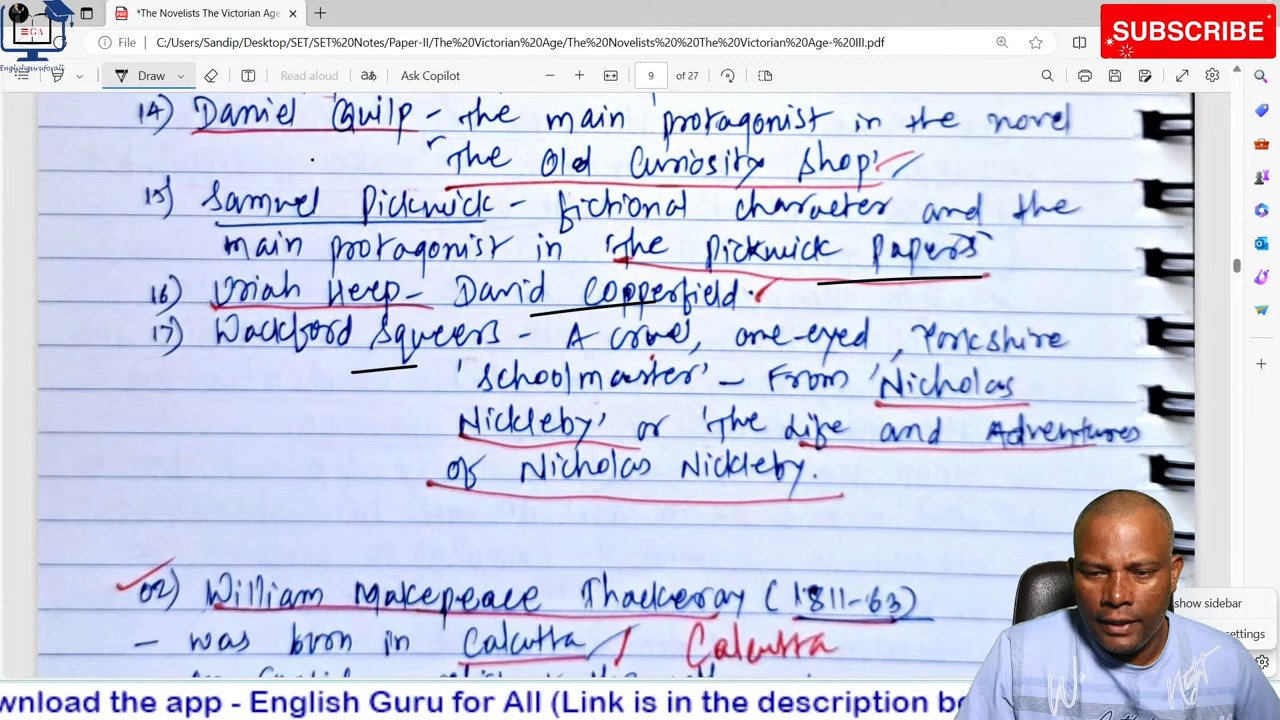 *The Novelists The Victorian Age
EGA
Englishguruforall
SUBSCRIBE
File
C:/Users/Sandip/Desktop/SET/SET%20Notes/Paper-II/The%20Victorian%20Age/The%20Novelists%20%20The%20Victorian%20Age-%20III.pdf
Draw
Read aloud
Ask Copilot
9 of 27
14) Daniel Quilp - The main protagonist in the novel
'The Old Curiosity Shop'
15) Samuel Pickwick - fictional character and the
main protagonist in 'The Pickwick Papers'
16) Uriah Heep - David Copperfield.
17) Wackford Squeers - A cruel, one-eyed, Yorkshire
'Schoolmaster' - From 'Nicholas
Nickleby' or 'The Life and Adventures
of Nicholas Nickleby.
02) William Makepeace Thackeray (1811-63)
- was born in Calcutta / Calcutta
show sidebar
settings
wnload the app - English Guru for All (Link is in the description bo